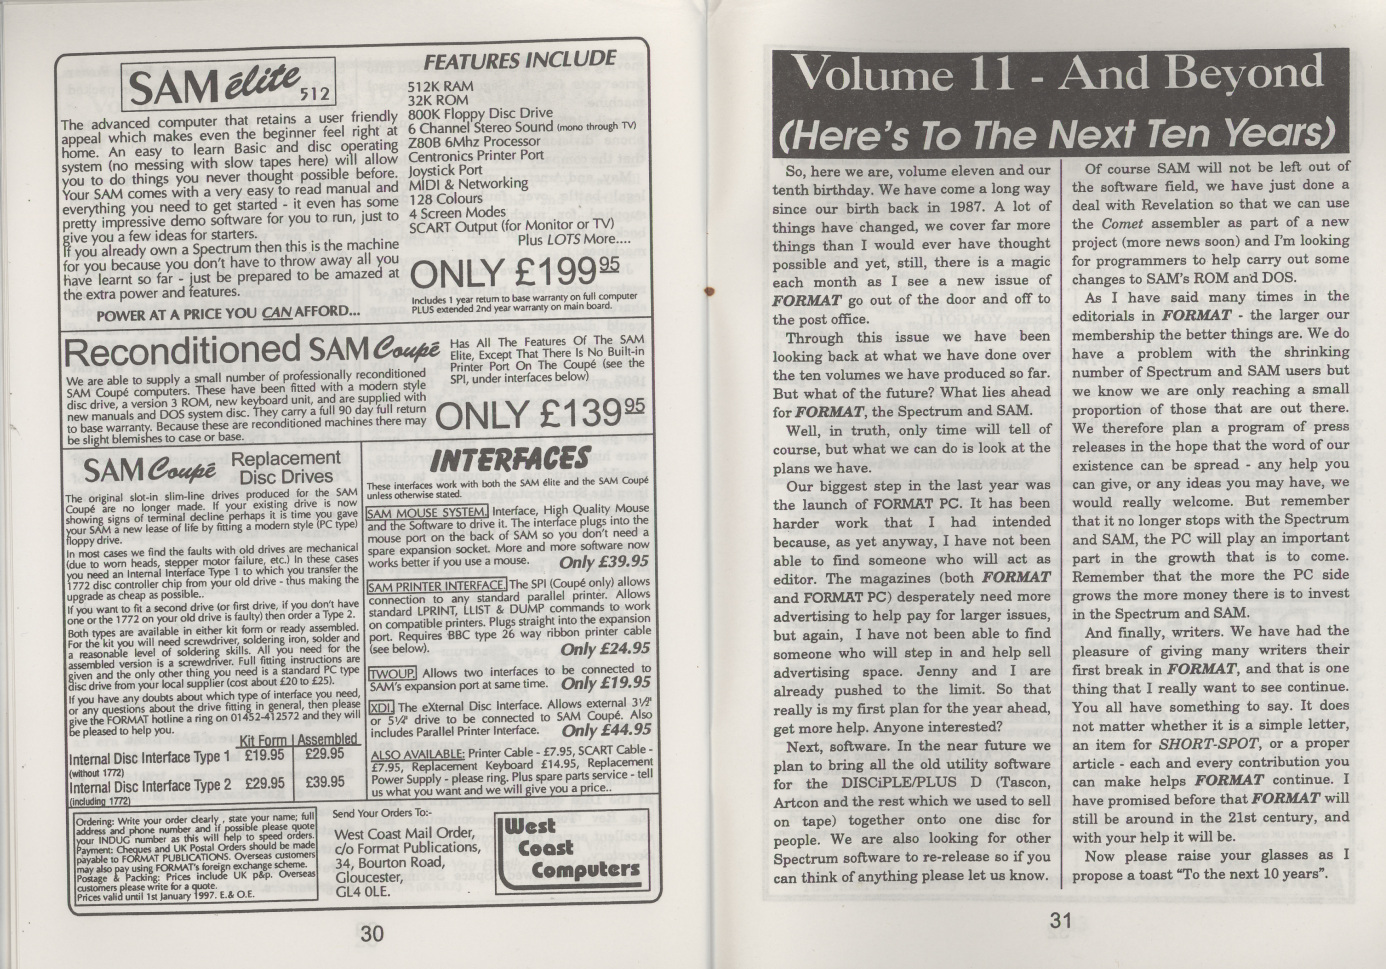 SAM élite 512
The advanced computer that retains a user friendly
appeal which makes even the beginner feel right at
home. An easy to learn Basic and disc operating
system (no messing with slow tapes here) will allow
you to do things you never thought possible before.
Your SAM comes with a very easy to read manual and
everything you need to get started - it even has some
pretty impressive demo software for you to run, just to
give you a few ideas for starters.
If you already own a Spectrum then this is the machine
for you because you don't have to throw away all you
have learnt so far - just be prepared to be amazed at
the extra power and features.
POWER AT A PRICE YOU CAN AFFORD...
FEATURES INCLUDE
512K RAM
32K ROM
800K Floppy Disc Drive
6 Channel Stereo Sound (mono through TV)
Z80B 6Mhz Processor
Centronics Printer Port
Joystick Port
MIDI & Networking
128 Colours
4 Screen Modes
SCART Output (for Monitor or TV)
Plus LOTS More....
ONLY £199.95
Includes 1 year return to base warranty on full computer
PLUS extended 2nd year warranty on main board.
Reconditioned SAM Coupé
We are able to supply a small number of professionally reconditioned
SAM Coupé computers. These have been fitted with a modern style
disc drive, a version 3 ROM, new keyboard unit, and are supplied with
new manuals and DOS system disc. They carry a full 90 day full return
to base warranty. Because these are reconditioned machines there may
be slight blemishes to case or base.
Has All The Features Of The SAM
Elite, Except That There Is No Built-in
Printer Port On The Coupé (see the
SPI, under interfaces below)
ONLY £139.95
SAM Coupé Replacement
Disc Drives
The original slot-in slim-line drives produced for the SAM
Coupé are no longer made. If your existing drive is now
showing signs of terminal decline perhaps it is time you gave
your SAM a new lease of life by fitting a modern style (PC type)
floppy drive.
In most cases we find the faults with old drives are mechanical
(due to worn heads, stepper motor failure, etc.) In these cases
you need an Internal Interface Type 1 to which you transfer the
1772 disc controller chip from your old drive - thus making the
upgrade as cheap as possible..
If you want to fit a second drive (or first drive, if you don't have
one or the 1772 on your old drive is faulty) then order a Type 2.
Both types are available in either kit form or ready assembled.
For the kit you will need screwdriver, soldering iron, solder and
a reasonable level of soldering skills. All you need for the
assembled version is a screwdriver. Full fitting instructions are
given and the only other thing you need is a standard PC type
disc drive from your local supplier (cost about £20 to £25).
If you have any doubts about which type of interface you need,
or any questions about the drive fitting in general, then please
give the FORMAT hotline a ring on 01452-412572 and they will
be pleased to help you.
Kit Form Assembled
Internal Disc Interface Type 1 £19.95 £29.95
(without 1772)
Internal Disc Interface Type 2 £29.95 £39.95
(including 1772)
INTERFACES
These interfaces work with both the SAM élite and the SAM Coupé
unless otherwise stated.
SAM MOUSE SYSTEM. Interface, High Quality Mouse
and the Software to drive it. The interface plugs into the
mouse port on the back of SAM so you don't need a
spare expansion socket. More and more software now
works better if you use a mouse. Only £39.95
SAM PRINTER INTERFACE. The SPI (Coupé only) allows
connection to any standard parallel printer. Allows
standard LPRINT, LLIST & DUMP commands to work
on compatible printers. Plugs straight into the expansion
port. Requires BBC type 26 way ribbon printer cable
(see below). Only £24.95
TWOUP. Allows two interfaces to be connected to
SAM's expansion port at same time. Only £19.95
XDI. The eXternal Disc Interface. Allows external 3½"
or 5¼" drive to be connected to SAM Coupé. Also
includes Parallel Printer Interface. Only £44.95
ALSO AVAILABLE: Printer Cable - £7.95, SCART Cable -
£7.95, Replacement Keyboard £14.95, Replacement
Power Supply - please ring. Plus spare parts service - tell
us what you want and we will give you a price..
Ordering: Write your order clearly , state your name; full
address and phone number and if possible please quote
your INDUG number as this will help to speed orders.
Payment: Cheques and UK Postal Orders should be made
payable to FORMAT PUBLICATIONS. Overseas customers
may also pay using FORMAT's foreign exchange scheme.
Postage & Packing: Prices include UK p&p. Overseas
customers please write for a quote.
Prices valid until 1st January 1997. E.& O.E.
Send Your Orders To:-
West Coast Mail Order,
c/o Format Publications,
34, Bourton Road,
Gloucester,
GL4 0LE.
West
Coast
Computers
30
Volume 11 - And Beyond
(Here's To The Next Ten Years)
So, here we are, volume eleven and our
tenth birthday. We have come a long way
since our birth back in 1987. A lot of
things have changed, we cover far more
things than I would ever have thought
possible and yet, still, there is a magic
each month as I see a new issue of
FORMAT go out of the door and off to
the post office.
Through this issue we have been
looking back at what we have done over
the ten volumes we have produced so far.
But what of the future? What lies ahead
for FORMAT, the Spectrum and SAM.
Well, in truth, only time will tell of
course, but what we can do is look at the
plans we have.
Our biggest step in the last year was
the launch of FORMAT PC. It has been
harder work that I had intended
because, as yet anyway, I have not been
able to find someone who will act as
editor. The magazines (both FORMAT
and FORMAT PC) desperately need more
advertising to help pay for larger issues,
but again, I have not been able to find
someone who will step in and help sell
advertising space. Jenny and I are
already pushed to the limit. So that
really is my first plan for the year ahead,
get more help. Anyone interested?
Next, software. In the near future we
plan to bring all the old utility software
for the DISCiPLE/PLUS D (Tascon,
Artcon and the rest which we used to sell
on tape) together onto one disc for
people. We are also looking for other
Spectrum software to re-release so if you
can think of anything please let us know.
Of course SAM will not be left out of
the software field, we have just done a
deal with Revelation so that we can use
the Comet assembler as part of a new
project (more news soon) and I'm looking
for programmers to help carry out some
changes to SAM's ROM and DOS.
As I have said many times in the
editorials in FORMAT - the larger our
membership the better things are. We do
have a problem with the shrinking
number of Spectrum and SAM users but
we know we are only reaching a small
proportion of those that are out there.
We therefore plan a program of press
releases in the hope that the word of our
existence can be spread - any help you
can give, or any ideas you may have, we
would really welcome. But remember
that it no longer stops with the Spectrum
and SAM, the PC will play an important
part in the growth that is to come.
Remember that the more the PC side
grows the more money there is to invest
in the Spectrum and SAM.
And finally, writers. We have had the
pleasure of giving many writers their
first break in FORMAT, and that is one
thing that I really want to see continue.
You all have something to say. It does
not matter whether it is a simple letter,
an item for SHORT-SPOT, or a proper
article - each and every contribution you
can make helps FORMAT continue. I
have promised before that FORMAT will
still be around in the 21st century, and
with your help it will be.
Now please raise your glasses as I
propose a toast "To the next 10 years".
31